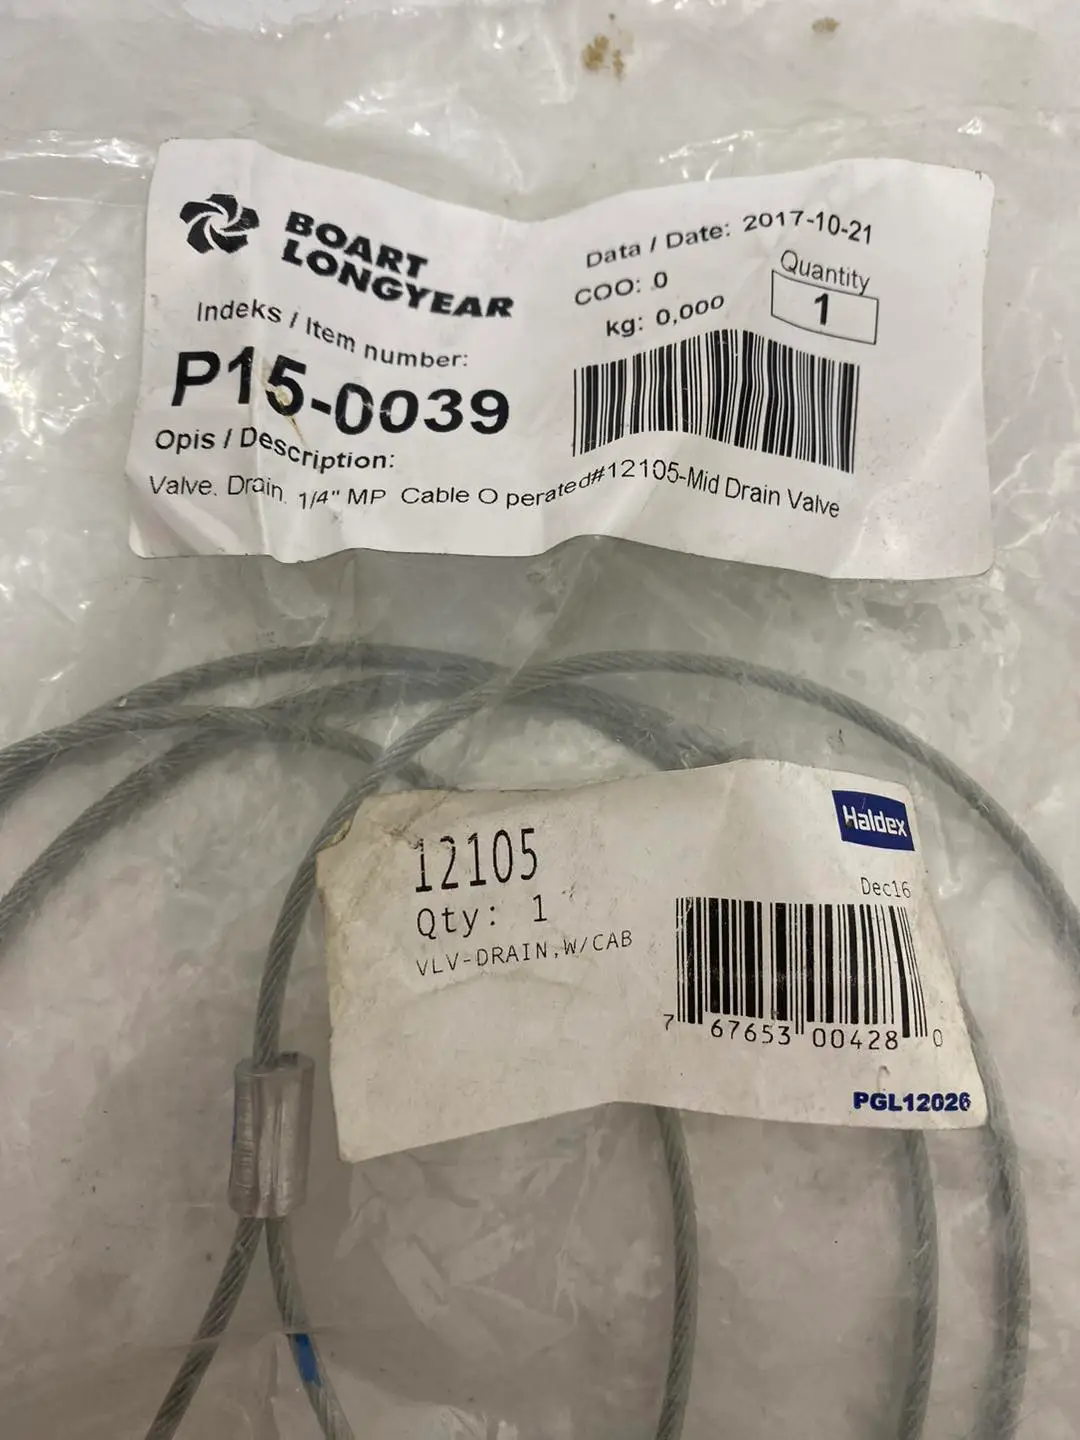 BOART
LONGYEAR
Data / Date: 2017-10-21
COO: 0
Quantity
kg: 0,000
1
Indeks / Item number:
P15-0039
Opis / Description:
Valve. Drain. 1/4" MP Cable O perated#12105-Mid Drain Valve
Haldex
12105
Dec16
Qty: 1
VLV-DRAIN,W/CAB
7 67653 00428 0
PGL12026